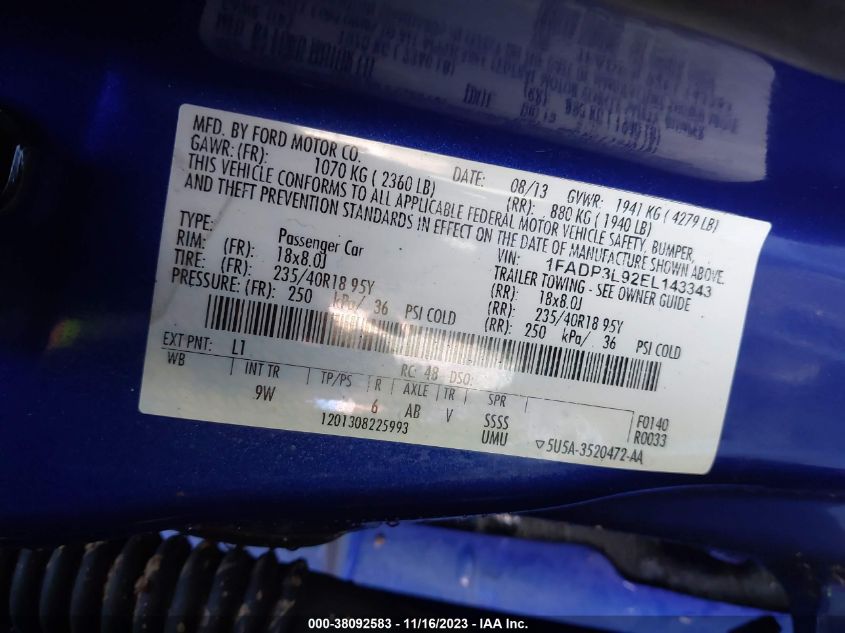 MFD. BY FORD MOTOR CO.
DATE: 08/13 GVWR: 1941 KG ( 4279 LB)
GAWR: (FR): 1070 KG ( 2360 LB) (RR): 880 KG ( 1940 LB)
THIS VEHICLE CONFORMS TO ALL APPLICABLE FEDERAL MOTOR VEHICLE SAFETY, BUMPER,
AND THEFT PREVENTION STANDARDS IN EFFECT ON THE DATE OF MANUFACTURE SHOWN ABOVE.
VIN: 1FADP3L92EL143343
TYPE: Passenger Car TRAILER TOWING - SEE OWNER GUIDE
RIM: (FR): 18x8.0J (RR): 18x8.0J
TIRE: (FR): 235/40R18 95Y (RR): 235/40R18 95Y
PRESSURE: (FR): 250 kPa/ 36 PSI COLD (RR): 250 kPa/ 36 PSI COLD
EXT PNT: L1 RC: 48 DSO:
WB INT TR TP/PS R AXLE TR SPR
9W 6 AB V SSSS F0140
1201308225993 UMU R0033
▽5U5A-3520472-AA
000-38092583 - 11/16/2023 - IAA Inc.